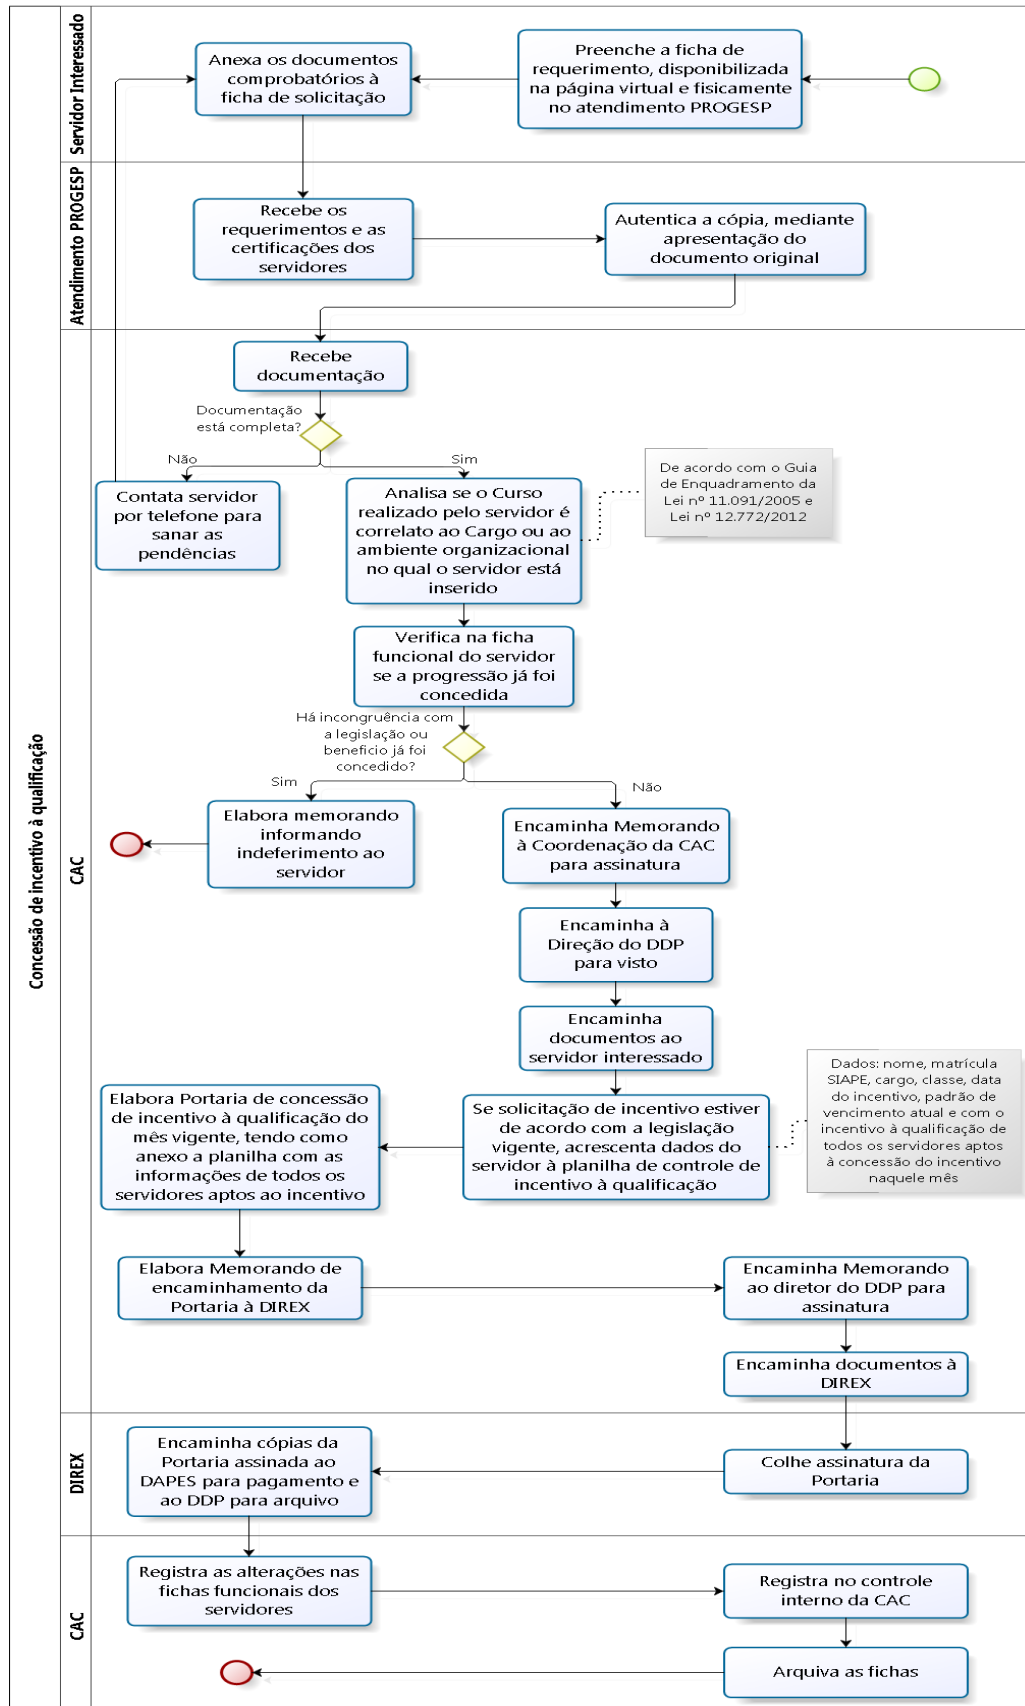 Concessão de incentivo à qualificação
Servidor Interessado
Anexa os documentos
comprobatórios à
ficha de solicitação
Preenche a ficha de
requerimento, disponibilizada
na página virtual e fisicamente
no atendimento PROGESP
Atendimento PROGESP
Recebe os
requerimentos e as
certificações dos
servidores
Autentica a cópia, mediante
apresentação do
documento original
CAC
Recebe
documentação
Documentação
está completa?
Não
Sim
Contata servidor
por telefone para
sanar as
pendências
Analisa se o Curso
realizado pelo servidor é
correlato ao Cargo ou ao
ambiente organizacional
no qual o servidor está
inserido
De acordo com o Guia
de Enquadramento da
Lei nº 11.091/2005 e
Lei nº 12.772/2012
Verifica na ficha
funcional do servidor
se a progressão já foi
concedida
Há incongruência com
a legislação ou
beneficio já foi
concedido?
Sim
Não
Elabora memorando
informando
indeferimento ao
servidor
Encaminha Memorando
à Coordenação da CAC
para assinatura
Encaminha à
Direção do DDP
para visto
Encaminha
documentos ao
servidor interessado
Se solicitação de incentivo estiver
de acordo com a legislação
vigente, acrescenta dados do
servidor à planilha de controle de
incentivo à qualificação
Dados: nome, matrícula
SIAPE, cargo, classe, data
do incentivo, padrão de
vencimento atual e com o
incentivo à qualificação de
todos os servidores aptos
à concessão do incentivo
naquele mês
Elabora Portaria de concessão
de incentivo à qualificação do
mês vigente, tendo como
anexo a planilha com as
informações de todos os
servidores aptos ao incentivo
Elabora Memorando de
encaminhamento da
Portaria à DIREX
Encaminha Memorando
ao diretor do DDP para
assinatura
Encaminha documentos à
DIREX
DIREX
Colhe assinatura da
Portaria
Encaminha cópias da
Portaria assinada ao
DAPES para pagamento e
ao DDP para arquivo
CAC
Registra as alterações nas
fichas funcionais dos
servidores
Registra no controle
interno da CAC
Arquiva as fichas